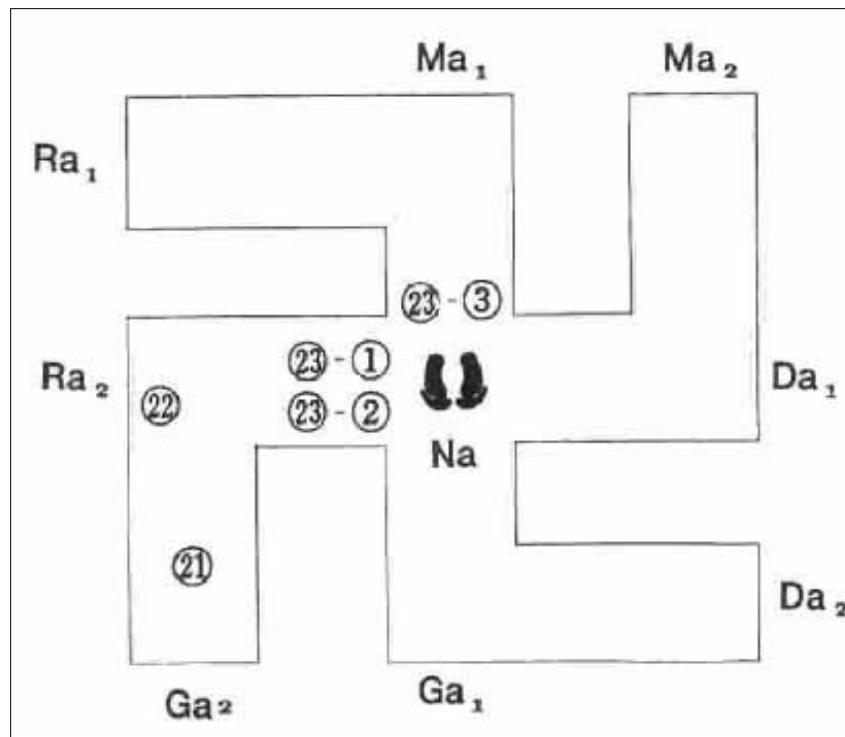 Ma₁ Ma₂
Ra₁
㉓-③
㉓-①
Ra₂ ㉒ ㉓-② Da₁
Na
㉑
Da₂
Ga₂ Ga₁